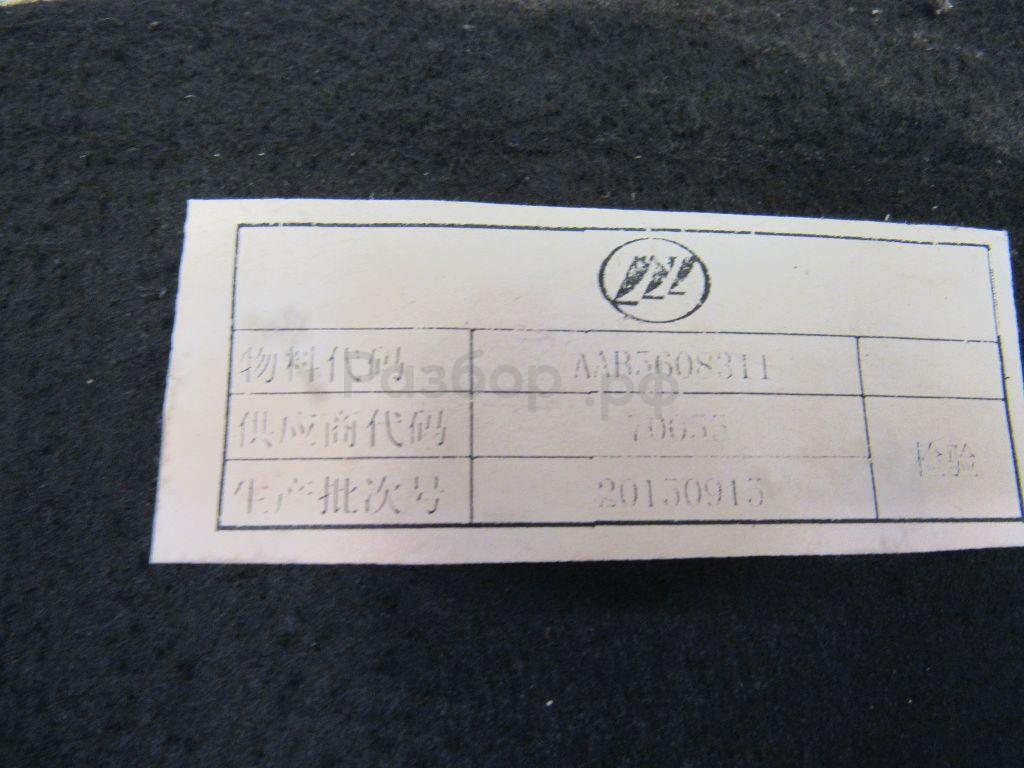 物料代码 AAB5608311
供应商代码
检验
生产批次号 20150915
Разбор.рф